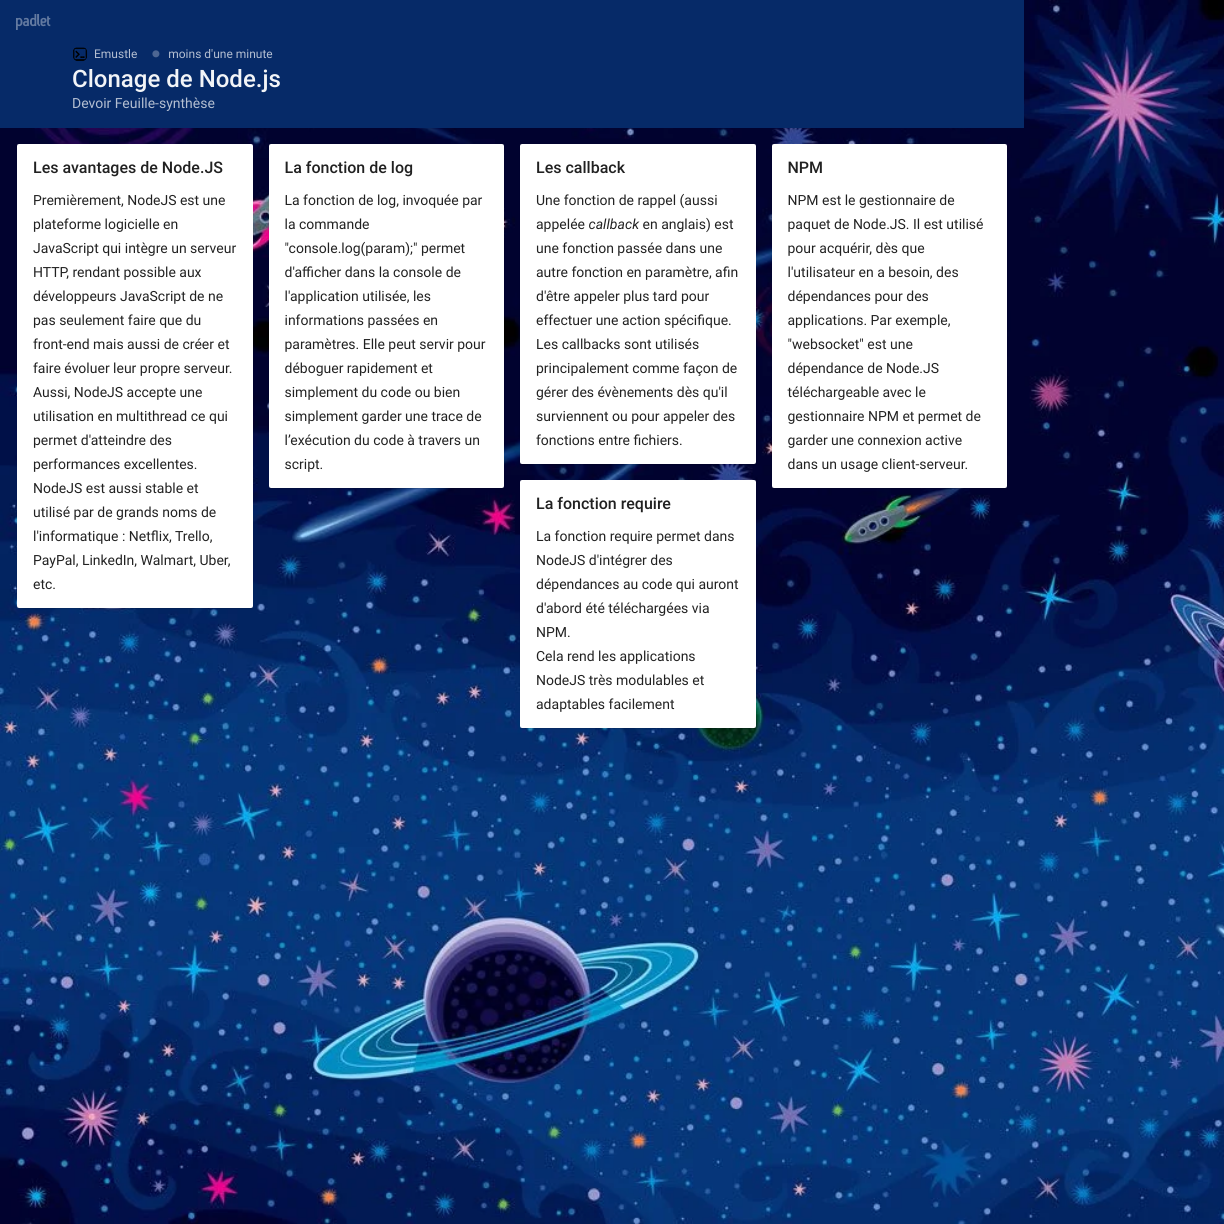 padlet
Emustle
moins d'une minute
Clonage de Node.js
Devoir Feuille-synthèse
Les avantages de Node.JS
Premièrement, NodeJS est une
plateforme logicielle en
JavaScript qui intègre un serveur
HTTP, rendant possible aux
développeurs JavaScript de ne
pas seulement faire que du
front-end mais aussi de créer et
faire évoluer leur propre serveur.
Aussi, NodeJS accepte une
utilisation en multithread ce qui
permet d'atteindre des
performances excellentes.
NodeJS est aussi stable et
utilisé par de grands noms de
l'informatique : Netflix, Trello,
PayPal, LinkedIn, Walmart, Uber,
etc.
La fonction de log
La fonction de log, invoquée par
la commande
"console.log(param);" permet
d'afficher dans la console de
l'application utilisée, les
informations passées en
paramètres. Elle peut servir pour
déboguer rapidement et
simplement du code ou bien
simplement garder une trace de
l’exécution du code à travers un
script.
Les callback
Une fonction de rappel (aussi
appelée callback en anglais) est
une fonction passée dans une
autre fonction en paramètre, afin
d'être appeler plus tard pour
effectuer une action spécifique.
Les callbacks sont utilisés
principalement comme façon de
gérer des évènements dès qu'il
surviennent ou pour appeler des
fonctions entre fichiers.
La fonction require
La fonction require permet dans
NodeJS d'intégrer des
dépendances au code qui auront
d'abord été téléchargées via
NPM.
Cela rend les applications
NodeJS très modulables et
adaptables facilement
NPM
NPM est le gestionnaire de
paquet de Node.JS. Il est utilisé
pour acquérir, dès que
l'utilisateur en a besoin, des
dépendances pour des
applications. Par exemple,
"websocket" est une
dépendance de Node.JS
téléchargeable avec le
gestionnaire NPM et permet de
garder une connexion active
dans un usage client-serveur.